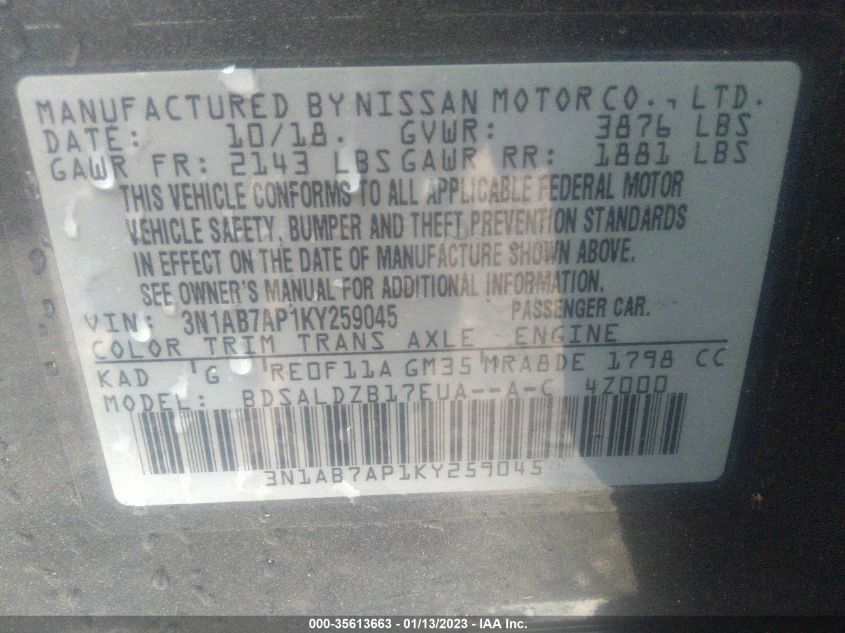 MANUFACTURED BY NISSAN MOTOR CO., LTD.
DATE: 10/18. GVWR: 3876 LBS
GAWR FR: 2143 LBS GAWR RR: 1881 LBS
THIS VEHICLE CONFORMS TO ALL APPLICABLE FEDERAL MOTOR
VEHICLE SAFETY, BUMPER AND THEFT PREVENTION STANDARDS
IN EFFECT ON THE DATE OF MANUFACTURE SHOWN ABOVE.
SEE OWNER'S MANUAL FOR ADDITIONAL INFORMATION.
VIN: 3N1AB7AP1KY259045 PASSENGER CAR.
COLOR TRIM TRANS AXLE ENGINE
KAD G RE0F11A GM35 MRA8DE 1798 CC
MODEL: BDSALDZB17EUA--A-C 4Z000
3N1AB7AP1KY259045
000-35613663 - 01/13/2023 - IAA Inc.